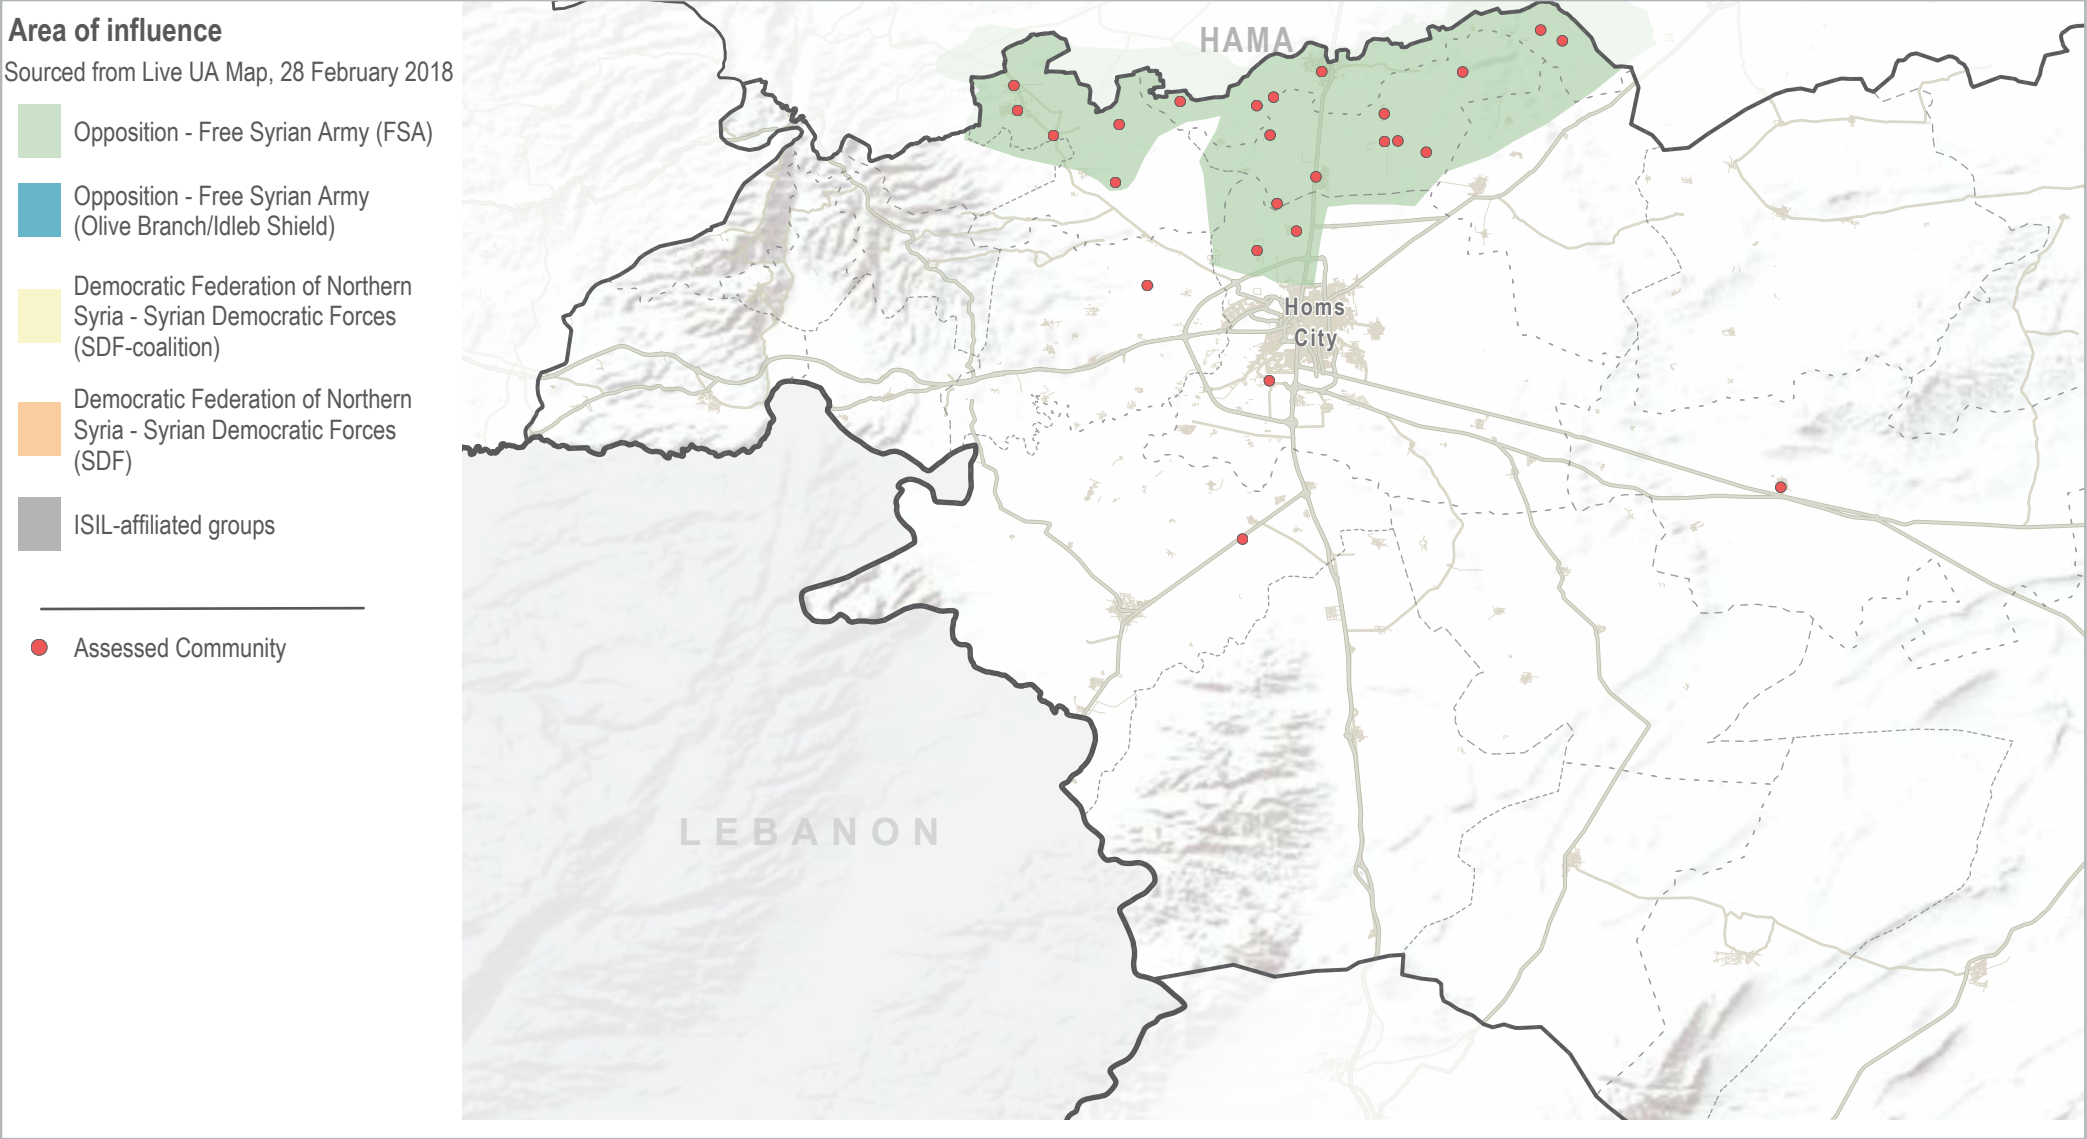 Area of influence
Sourced from Live UA Map, 28 February 2018
Opposition - Free Syrian Army (FSA)
Opposition - Free Syrian Army
(Olive Branch/Idleb Shield)
Democratic Federation of Northern
Syria - Syrian Democratic Forces
(SDF-coalition)
Democratic Federation of Northern
Syria - Syrian Democratic Forces
(SDF)
ISIL-affiliated groups
Assessed Community
HAMA
Homs
City
LEBANON